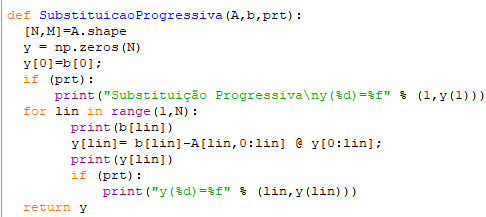 def SubstituicaoProgressiva(A,b,prt):
  [N,M]=A.shape
  y = np.zeros(N)
  y[0]=b[0];
  if (prt):
      print("Substituição Progressiva\ny(%d)=%f" % (1,y(1)))
  for lin in range(1,N):
        print(b[lin])
        y[lin]= b[lin]-A[lin,0:lin] @ y[0:lin];
        print(y[lin])
        if (prt):
            print("y(%d)=%f" % (lin,y(lin)))
  return y